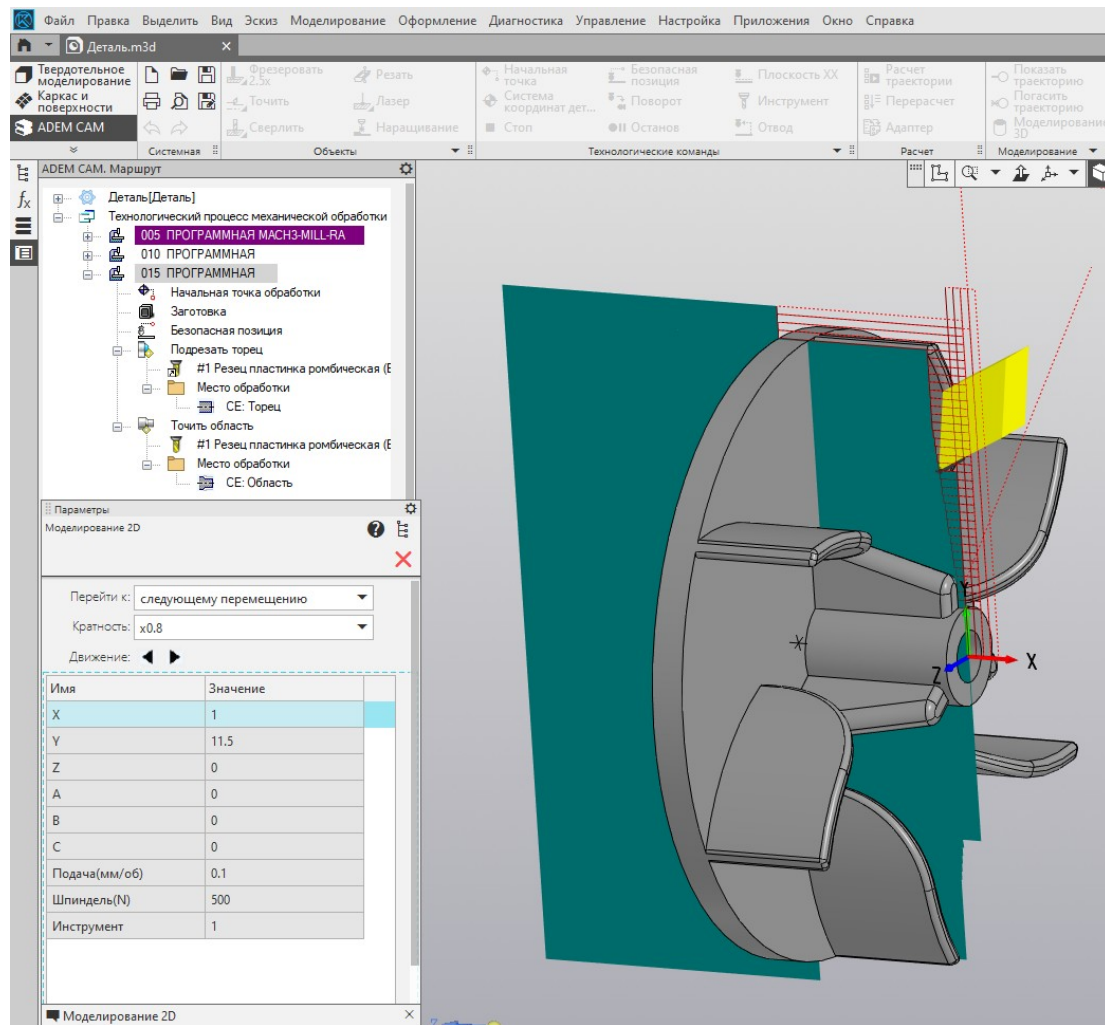 Файл Правка Выделить Вид Эскиз Моделирование Оформление Диагностика Управление Настройка Приложения Окно Справка
Деталь.m3d
Твердотельное моделирование
Каркас и поверхности
ADEM CAM
Системная
Фрезеровать 2.5x
Точить
Сверлить
Резать
Лазер
Наращивание
Объекты
Начальная точка
Система координат дет...
Стоп
Безопасная позиция
Поворот
Останов
Плоскость XX
Инструмент
Отвод
Технологические команды
Расчет траектории
Перерасчет
Адаптер
Расчет
Показать траекторию
Погасить траекторию
Моделирование 3D
Моделирование
ADEM CAM. Маршрут
Деталь[Деталь]
Технологический процесс механической обработки
005 ПРОГРАММНАЯ MACH3-MILL-RA
010 ПРОГРАММНАЯ
015 ПРОГРАММНАЯ
Начальная точка обработки
Заготовка
Безопасная позиция
Подрезать торец
#1 Резец пластинка ромбическая (
Место обработки
CE: Торец
Точить область
#1 Резец пластинка ромбическая (
Место обработки
CE: Область
Параметры
Моделирование 2D
Перейти к: следующему перемещению
Кратность: x0.8
Движение:
Имя Значение
X 1
Y 11.5
Z 0
A 0
B 0
C 0
Подача(мм/об) 0.1
Шпиндель(N) 500
Инструмент 1
Моделирование 2D
Y
Z
X
Z